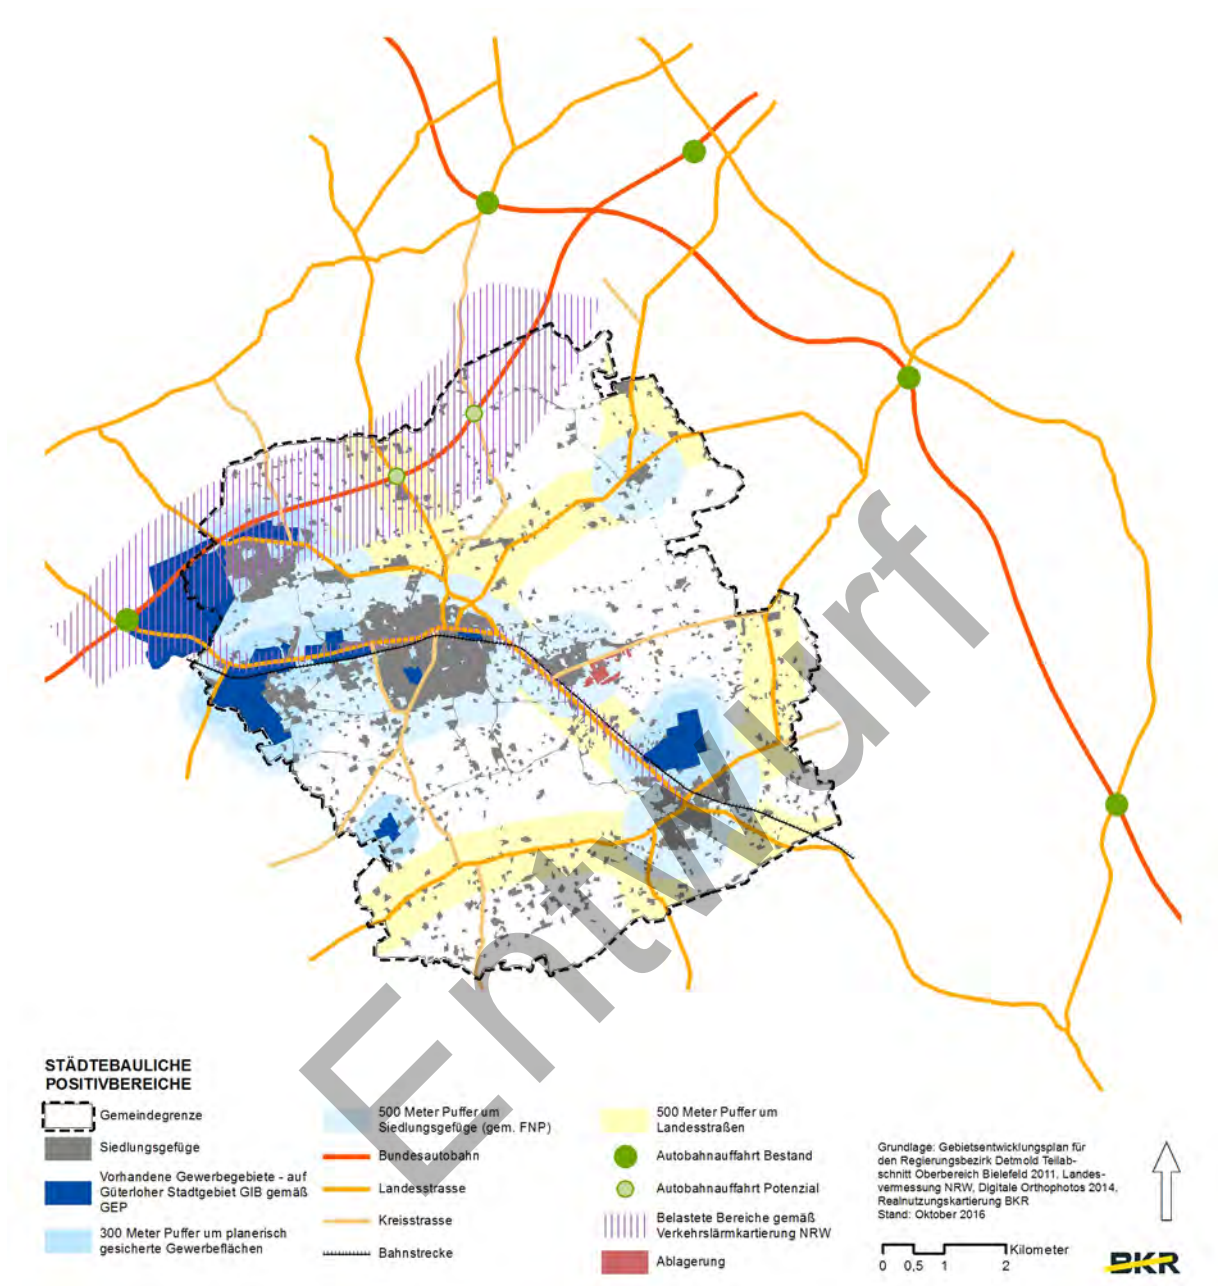 Entwurf
STÄDTEBAULICHE
POSITIVBEREICHE
Gemeindegrenze
Siedlungsgefüge
Vorhandene Gewerbegebiete - auf
Güterloher Stadtgebiet GIB gemäß
GEP
300 Meter Puffer um planerisch
gesicherte Gewerbeflächen
500 Meter Puffer um
Siedlungsgefüge (gem. FNP)
Bundesautobahn
Landesstrasse
Kreisstrasse
Bahnstrecke
500 Meter Puffer um
Landesstraßen
Autobahnauffahrt Bestand
Autobahnauffahrt Potenzial
Belastete Bereiche gemäß
Verkehrslärmkartierung NRW
Ablagerung
Grundlage: Gebietsentwicklungsplan für
den Regierungsbezirk Detmold Teilab-
schnitt Oberbereich Bielefeld 2011, Landes-
vermessung NRW, Digitale Orthophotos 2014,
Realnutzungskartierung BKR
Stand: Oktober 2016
Kilometer
0 0,5 1 2
BKR